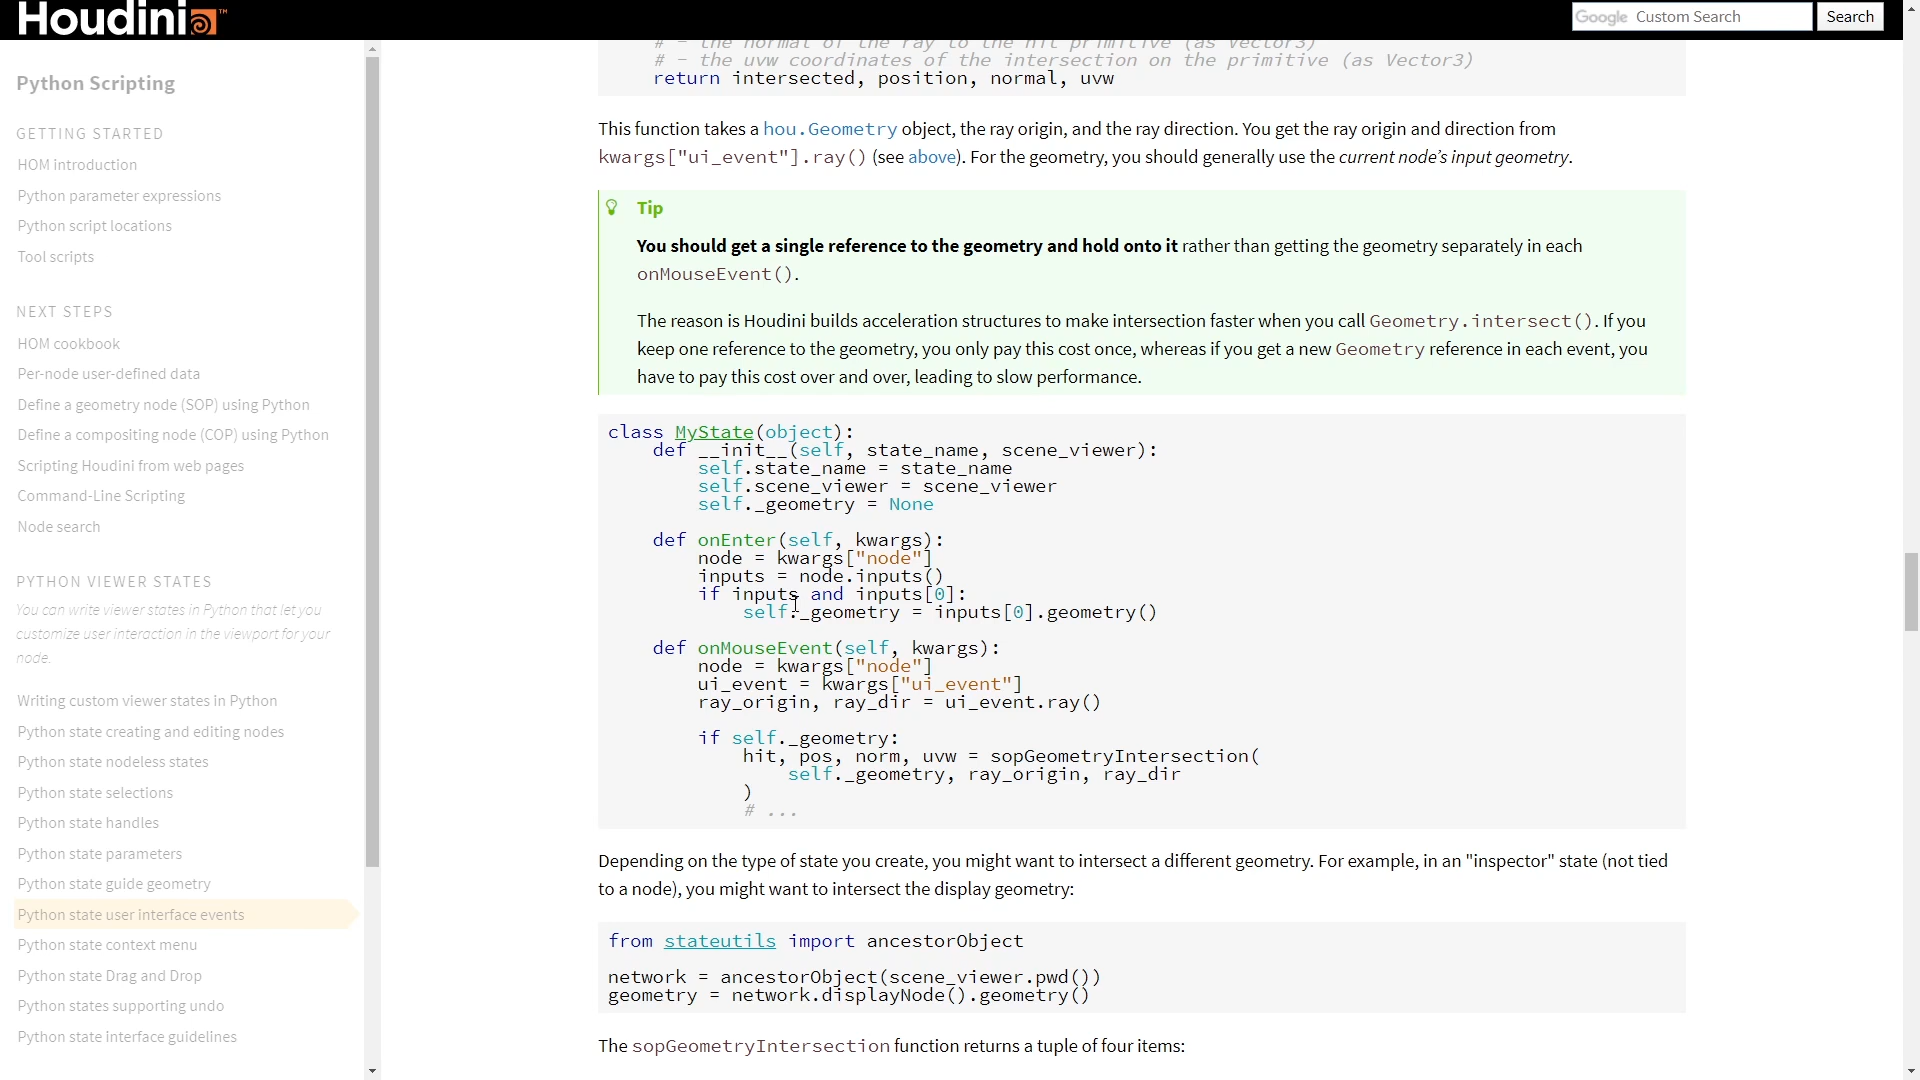 Houdini™
Google Custom Search Search
Python Scripting
GETTING STARTED
HOM introduction
Python parameter expressions
Python script locations
Tool scripts
NEXT STEPS
HOM cookbook
Per-node user-defined data
Define a geometry node (SOP) using Python
Define a compositing node (COP) using Python
Scripting Houdini from web pages
Command-Line Scripting
Node search
PYTHON VIEWER STATES
You can write viewer states in Python that let you
customize user interaction in the viewport for your
node.
Writing custom viewer states in Python
Python state creating and editing nodes
Python state nodeless states
Python state selections
Python state handles
Python state parameters
Python state guide geometry
Python state user interface events
Python state context menu
Python state Drag and Drop
Python states supporting undo
Python state interface guidelines
# - the normal of the ray to the hit primitive (as Vector3)
# - the uvw coordinates of the intersection on the primitive (as Vector3)
return intersected, position, normal, uvw
This function takes a hou.Geometry object, the ray origin, and the ray direction. You get the ray origin and direction from
kwargs["ui_event"].ray() (see above). For the geometry, you should generally use the current node’s input geometry.
Tip
You should get a single reference to the geometry and hold onto it rather than getting the geometry separately in each
onMouseEvent().
The reason is Houdini builds acceleration structures to make intersection faster when you call Geometry.intersect(). If you
keep one reference to the geometry, you only pay this cost once, whereas if you get a new Geometry reference in each event, you
have to pay this cost over and over, leading to slow performance.
class MyState(object):
def __init__(self, state_name, scene_viewer):
self.state_name = state_name
self.scene_viewer = scene_viewer
self._geometry = None
def onEnter(self, kwargs):
node = kwargs["node"]
inputs = node.inputs()
if inputs and inputs[0]:
self._geometry = inputs[0].geometry()
def onMouseEvent(self, kwargs):
node = kwargs["node"]
ui_event = kwargs["ui_event"]
ray_origin, ray_dir = ui_event.ray()
if self._geometry:
hit, pos, norm, uvw = sopGeometryIntersection(
self._geometry, ray_origin, ray_dir
)
# ...
Depending on the type of state you create, you might want to intersect a different geometry. For example, in an "inspector" state (not tied
to a node), you might want to intersect the display geometry:
from stateutils import ancestorObject
network = ancestorObject(scene_viewer.pwd())
geometry = network.displayNode().geometry()
The sopGeometryIntersection function returns a tuple of four items: